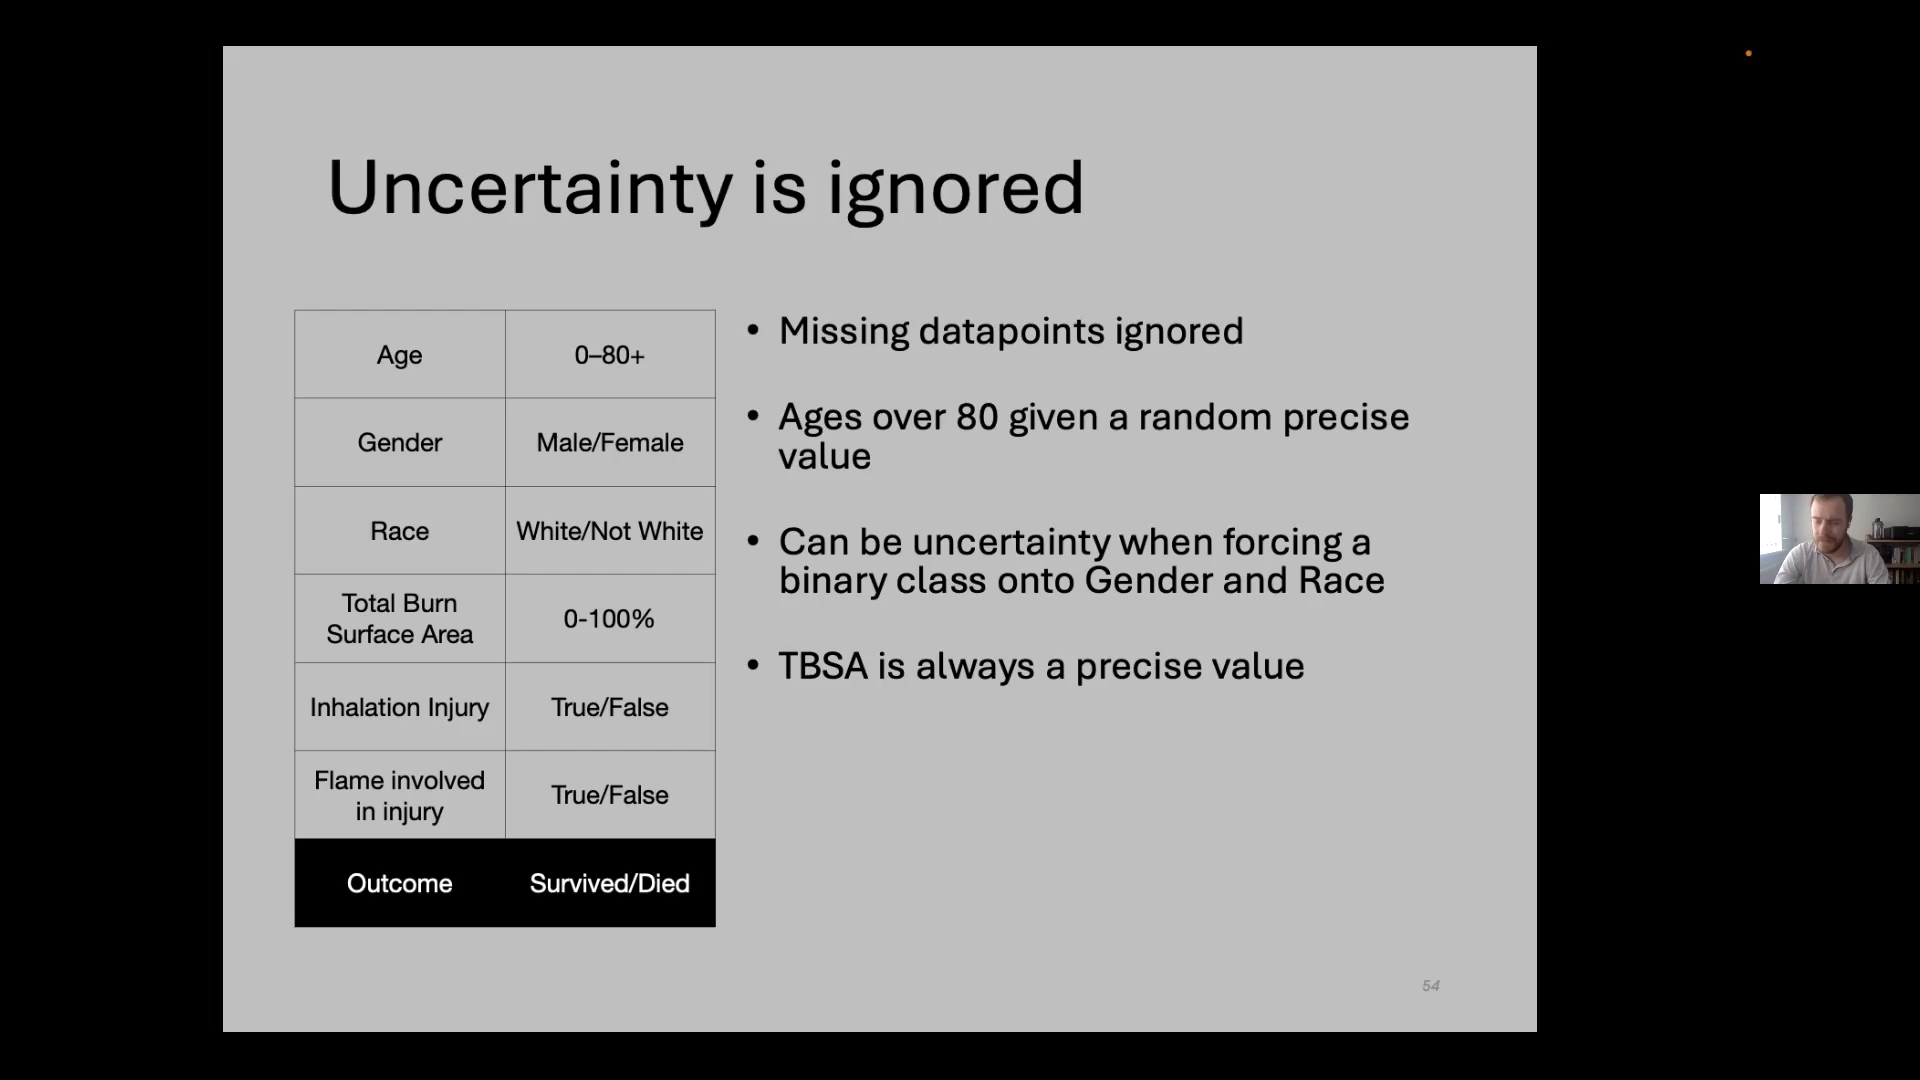 Uncertainty is ignored
Age 0–80+
Gender Male/Female
Race White/Not White
Total Burn
Surface Area 0-100%
Inhalation Injury True/False
Flame involved
in injury True/False
Outcome Survived/Died
• Missing datapoints ignored
• Ages over 80 given a random precise
value
• Can be uncertainty when forcing a
binary class onto Gender and Race
• TBSA is always a precise value
54